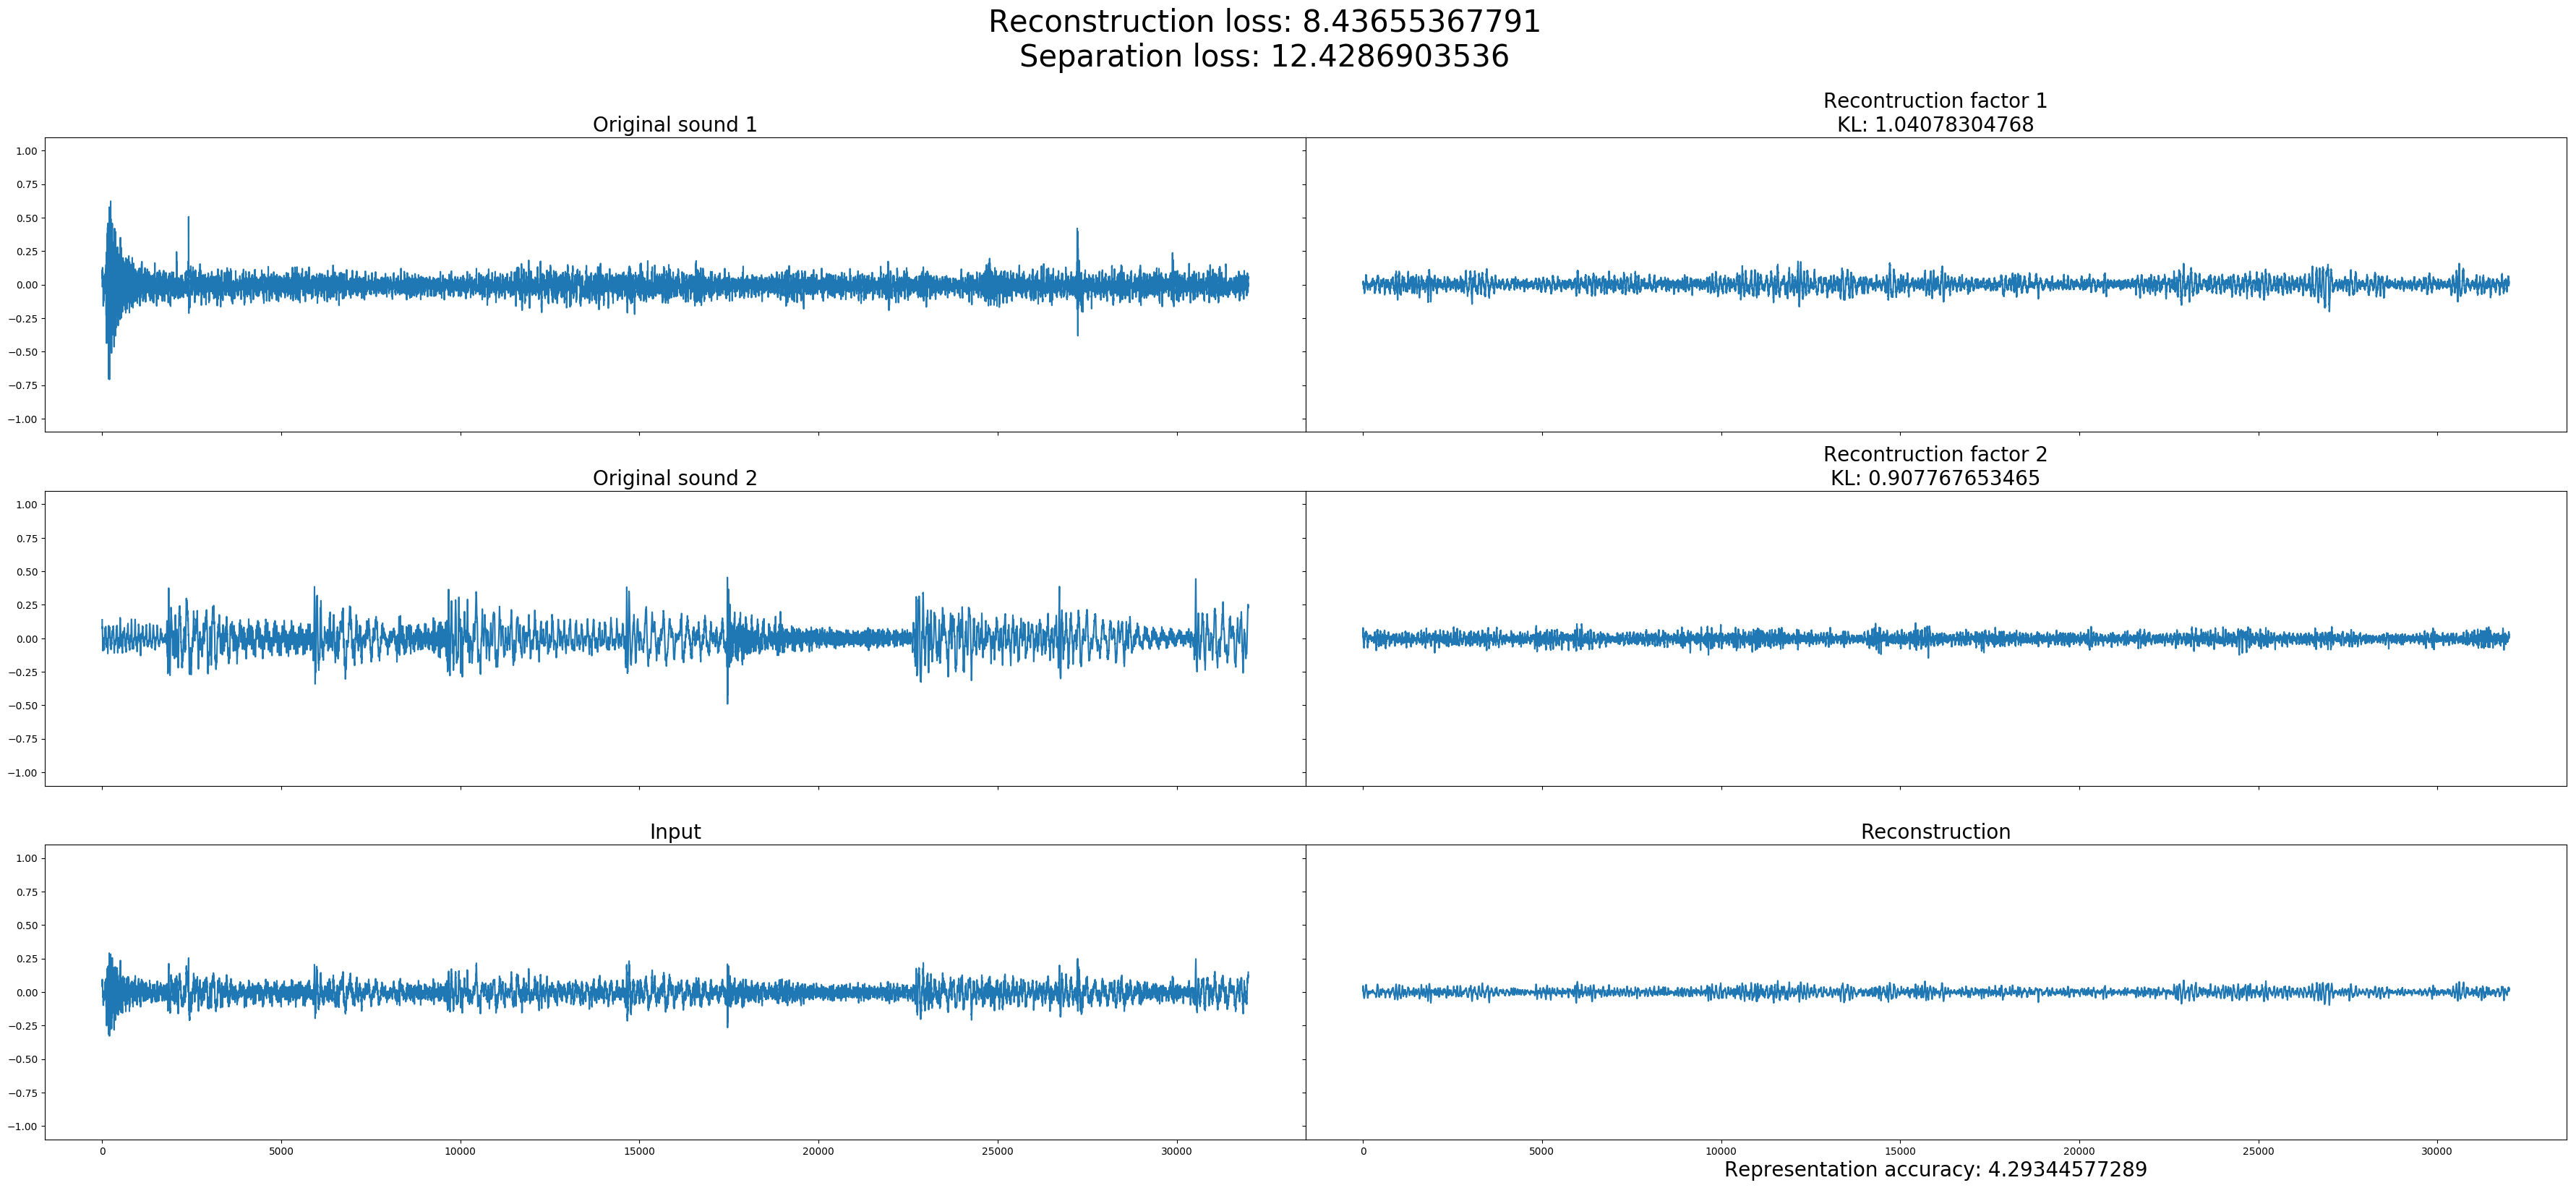 Reconstruction loss: 8.43655367791
Separation loss: 12.4286903536
Original sound 1
Recontruction factor 1
KL: 1.04078304768
1.00
0.75
0.50
0.25
0.00
−0.25
−0.50
−0.75
−1.00
Original sound 2
Recontruction factor 2
KL: 0.907767653465
1.00
0.75
0.50
0.25
0.00
−0.25
−0.50
−0.75
−1.00
Input
Reconstruction
1.00
0.75
0.50
0.25
0.00
−0.25
−0.50
−0.75
−1.00
0 5000 10000 15000 20000 25000 30000
0 5000 10000 15000 20000 25000 30000
Representation accuracy: 4.29344577289